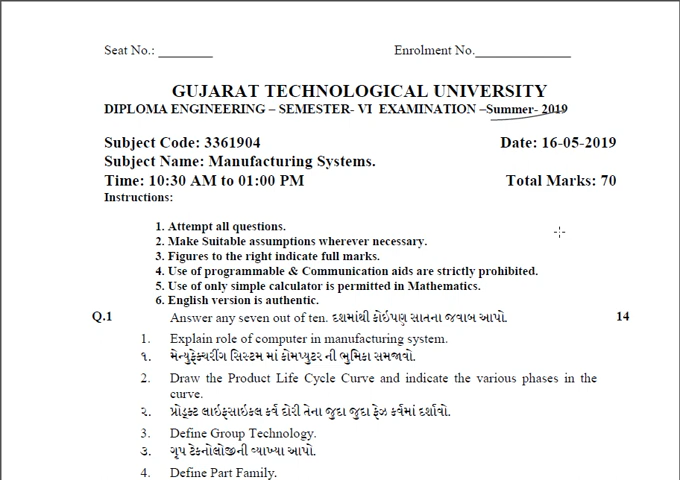 Seat No.: ________ Enrolment No.______________
GUJARAT TECHNOLOGICAL UNIVERSITY
DIPLOMA ENGINEERING – SEMESTER- VI EXAMINATION –Summer- 2019
Subject Code: 3361904 Date: 16-05-2019
Subject Name: Manufacturing Systems.
Time: 10:30 AM to 01:00 PM Total Marks: 70
Instructions:
1. Attempt all questions.
2. Make Suitable assumptions wherever necessary.
3. Figures to the right indicate full marks.
4. Use of programmable & Communication aids are strictly prohibited.
5. Use of only simple calculator is permitted in Mathematics.
6. English version is authentic.
Q.1 Answer any seven out of ten. દશમાંથી કોઇપણ સાતના જવાબ આપો. 14
1. Explain role of computer in manufacturing system.
૧. મેન્યુફેક્ચરીંગ સિસ્ટમ માં કોમપ્યુટર ની ભુમિકા સમજાવો.
2. Draw the Product Life Cycle Curve and indicate the various phases in the
curve.
૨. પ્રોડ્ક્ટ લાઇફસાઇકલ કર્વ દોરી તેના જુદા જુદા ફેઝ કર્વમાં દર્શાવો.
3. Define Group Technology.
૩. ગૃપ ટેકનોલોજીની વ્યાખ્યા આપો.
4. Define Part Family.